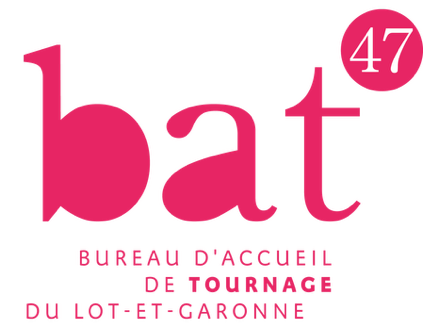 bat 47
BUREAU D'ACCUEIL
DE TOURNAGE
DU LOT-ET-GARONNE